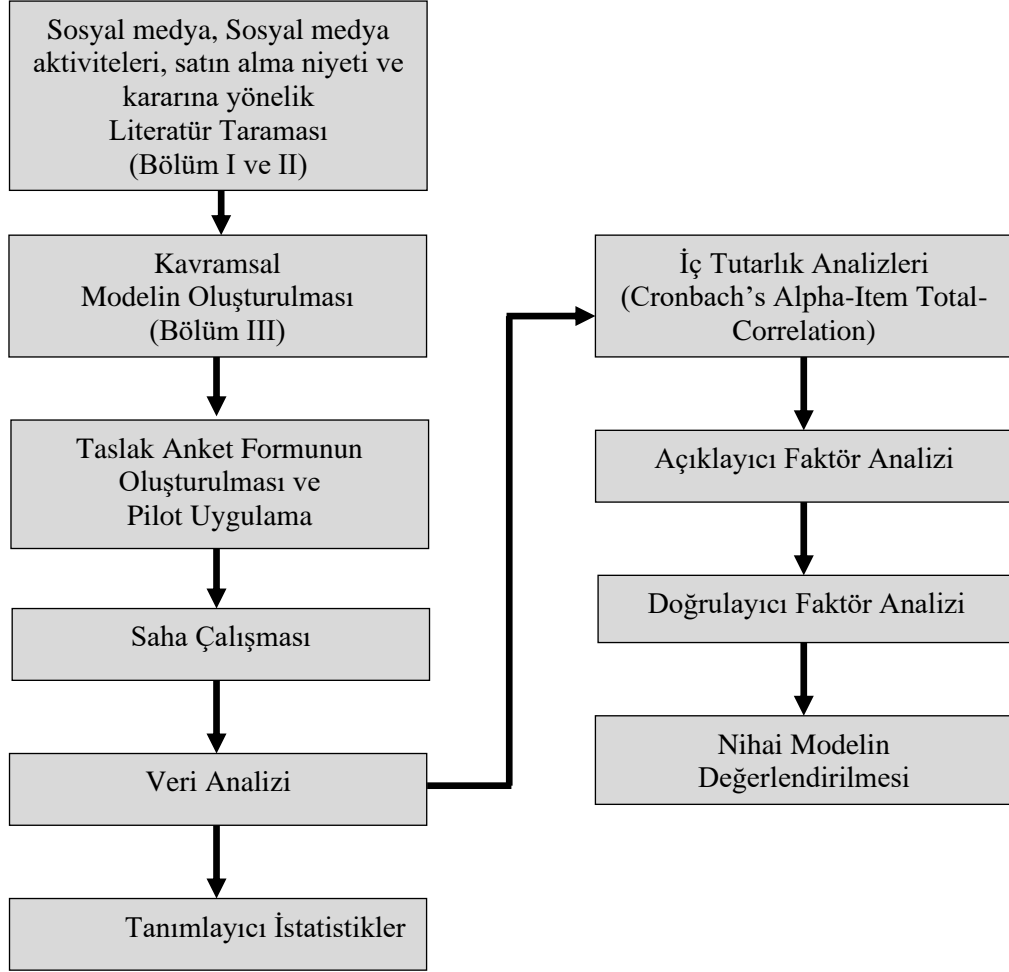 Sosyal medya, Sosyal medya
aktiviteleri, satın alma niyeti ve
kararına yönelik
Literatür Taraması
(Bölüm I ve II)
Kavramsal
Modelin Oluşturulması
(Bölüm III)
Taslak Anket Formunun
Oluşturulması ve
Pilot Uygulama
Saha Çalışması
Veri Analizi
Tanımlayıcı İstatistikler
İç Tutarlık Analizleri
(Cronbach’s Alpha-Item Total-
Correlation)
Açıklayıcı Faktör Analizi
Doğrulayıcı Faktör Analizi
Nihai Modelin
Değerlendirilmesi